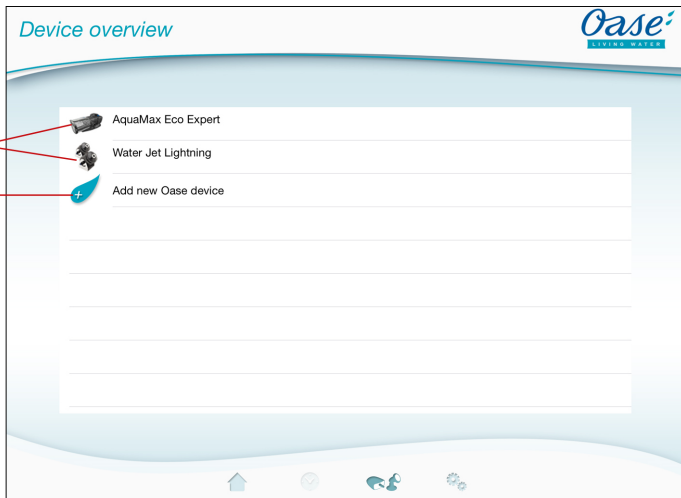 Device overview
Oase
LIVING WATER
AquaMax Eco Expert
Water Jet Lightning
Add new Oase device